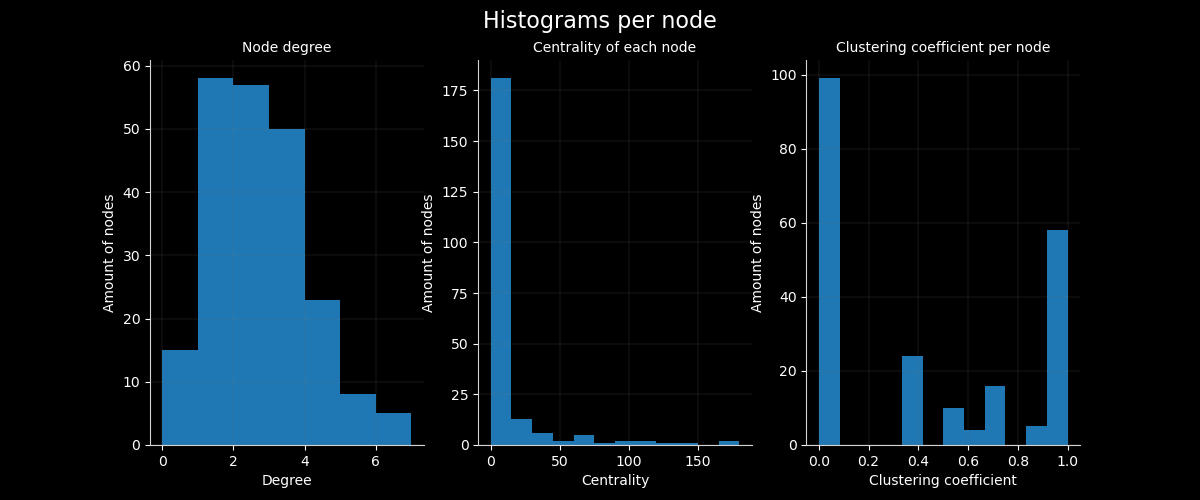 Histograms per node
Node degree
Centrality of each node
Clustering coefficient per node
Amount of nodes
60
50
40
30
20
10
0
0 2 4 6
Degree
Amount of nodes
175
150
125
100
75
50
25
0
0 50 100 150
Centrality
Amount of nodes
100
80
60
40
20
0
0.0 0.2 0.4 0.6 0.8 1.0
Clustering coefficient